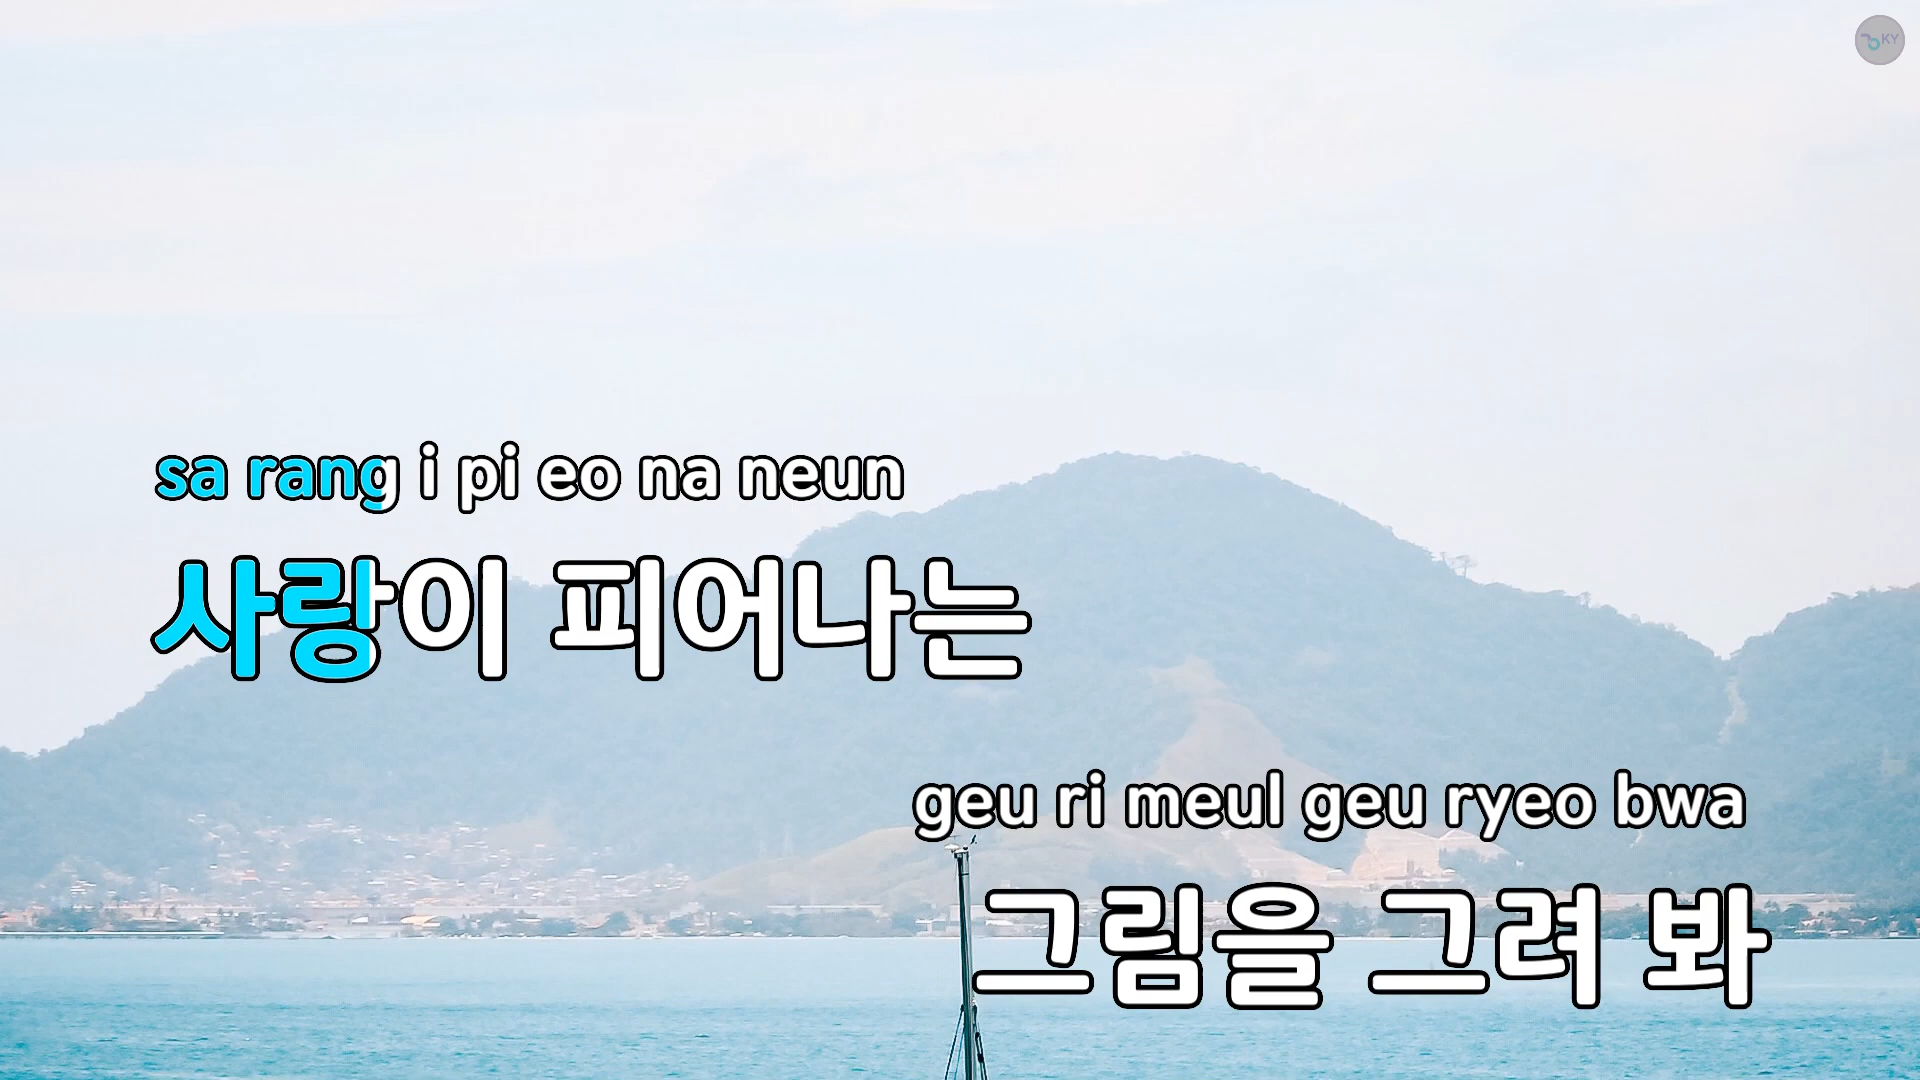 KY
sa rang i pi eo na neun
사랑이 피어나는
geu ri meul geu ryeo bwa
그림을 그려 봐